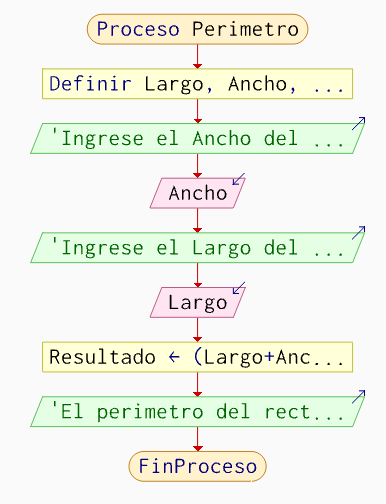 Proceso Perimetro
Definir Largo, Ancho, ...
'Ingrese el Ancho del ...
Ancho
'Ingrese el Largo del ...
Largo
Resultado ← (Largo+Anc...
'El perimetro del rect...
FinProceso